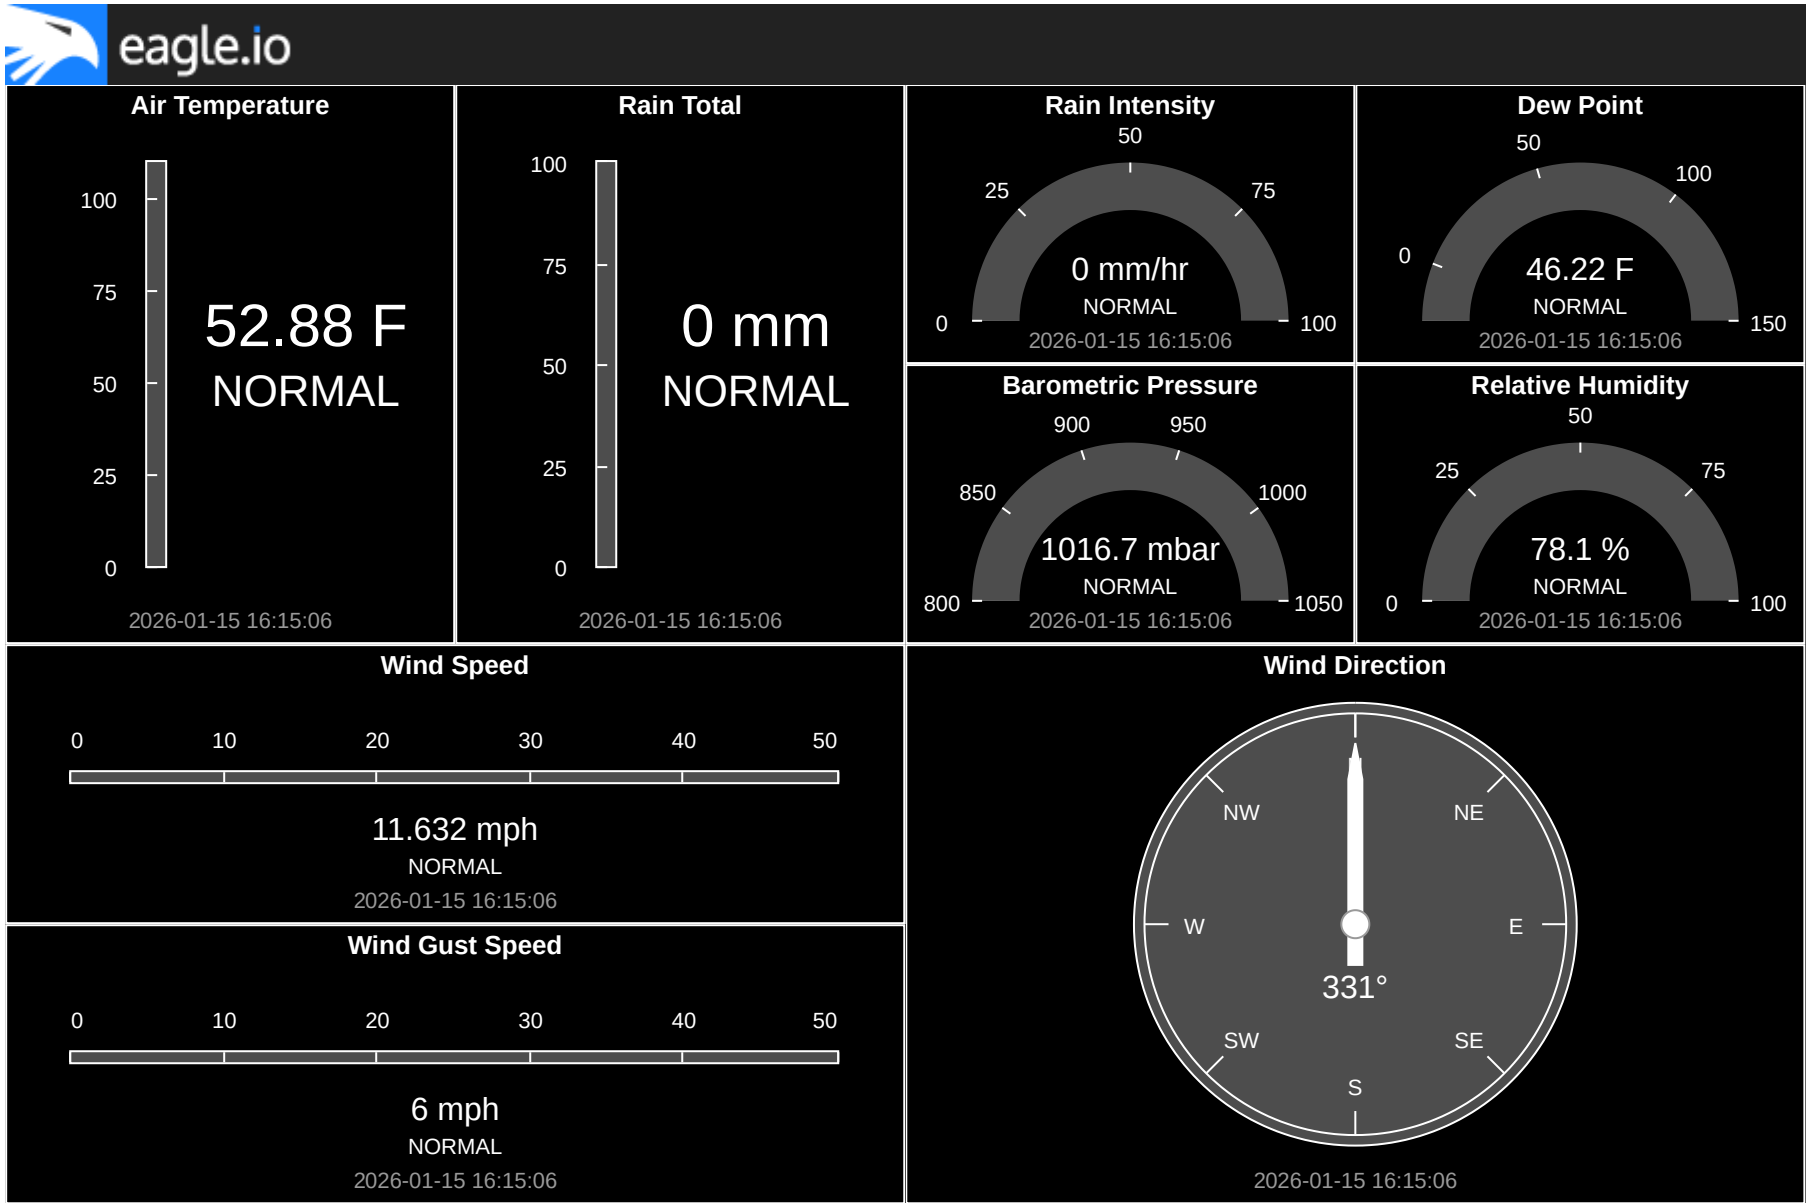 eagle.io
Air Temperature
100
75
50
25
0
52.88 F
NORMAL
2026-01-15 16:15:06
Rain Total
100
75
50
25
0
0 mm
NORMAL
2026-01-15 16:15:06
Rain Intensity
50
25
75
0
100
0 mm/hr
NORMAL
2026-01-15 16:15:06
Dew Point
50
100
0
150
46.22 F
NORMAL
2026-01-15 16:15:06
Barometric Pressure
900
950
850
1000
800
1050
1016.7 mbar
NORMAL
2026-01-15 16:15:06
Relative Humidity
50
25
75
0
100
78.1 %
NORMAL
2026-01-15 16:15:06
Wind Speed
0 10 20 30 40 50
11.632 mph
NORMAL
2026-01-15 16:15:06
Wind Gust Speed
0 10 20 30 40 50
6 mph
NORMAL
2026-01-15 16:15:06
Wind Direction
NW
NE
W
E
331°
SW
SE
S
2026-01-15 16:15:06